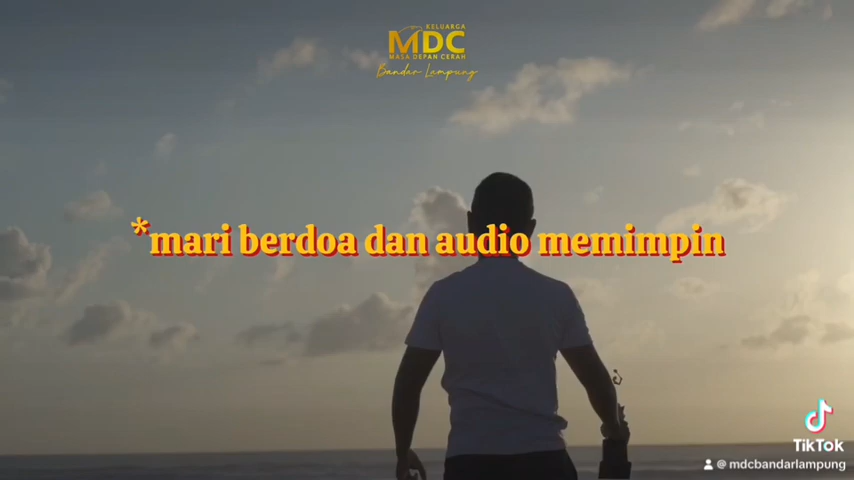 KELUARGA
MDC
MASA DEPAN CERAH
Bandar Lampung
*mari berdoa dan audio memimpin
TikTok
@ mdcbandarlampung